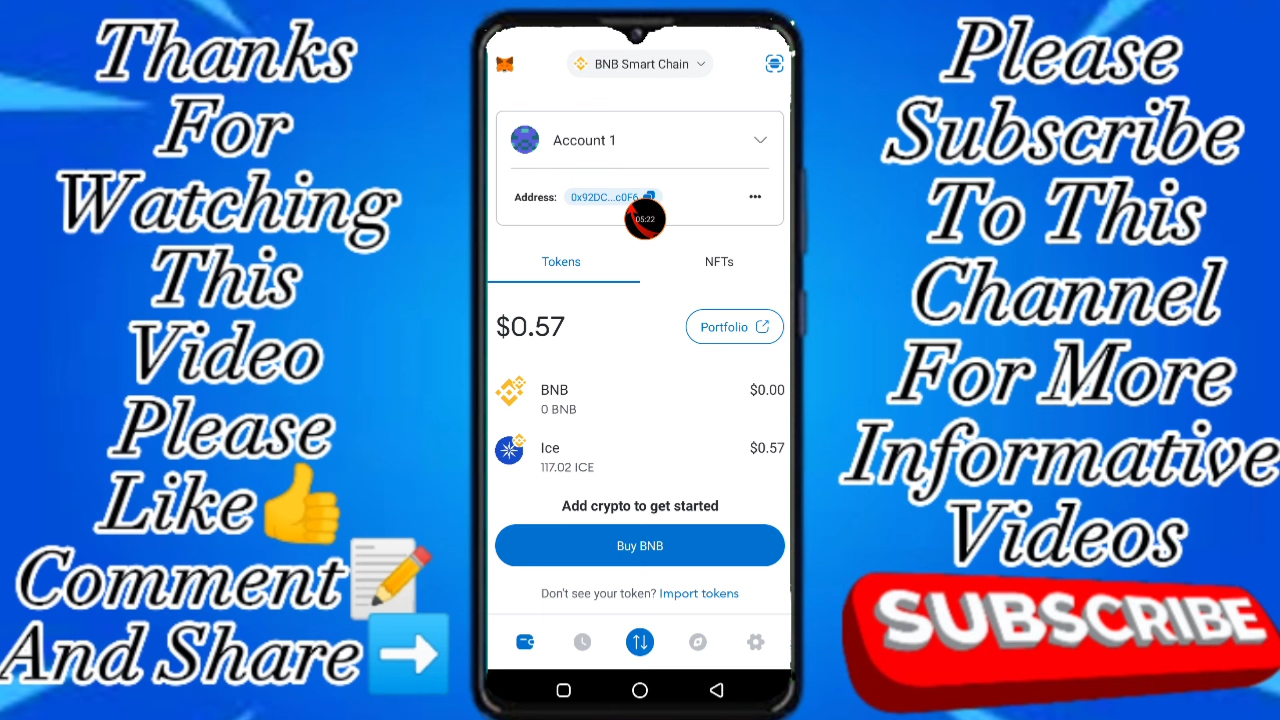 Thanks
For
Watching
This
Video
Please
Like
Comment
And Share
BNB Smart Chain
Account 1
Address: 0x92DC...c0F6
05:22
Tokens NFTs
$0.57 Portfolio
BNB $0.00
0 BNB
Ice $0.57
117.02 ICE
Add crypto to get started
Buy BNB
Don't see your token? Import tokens
Please
Subscribe
To This
Channel
For More
Informative
Videos
SUBSCRIBE